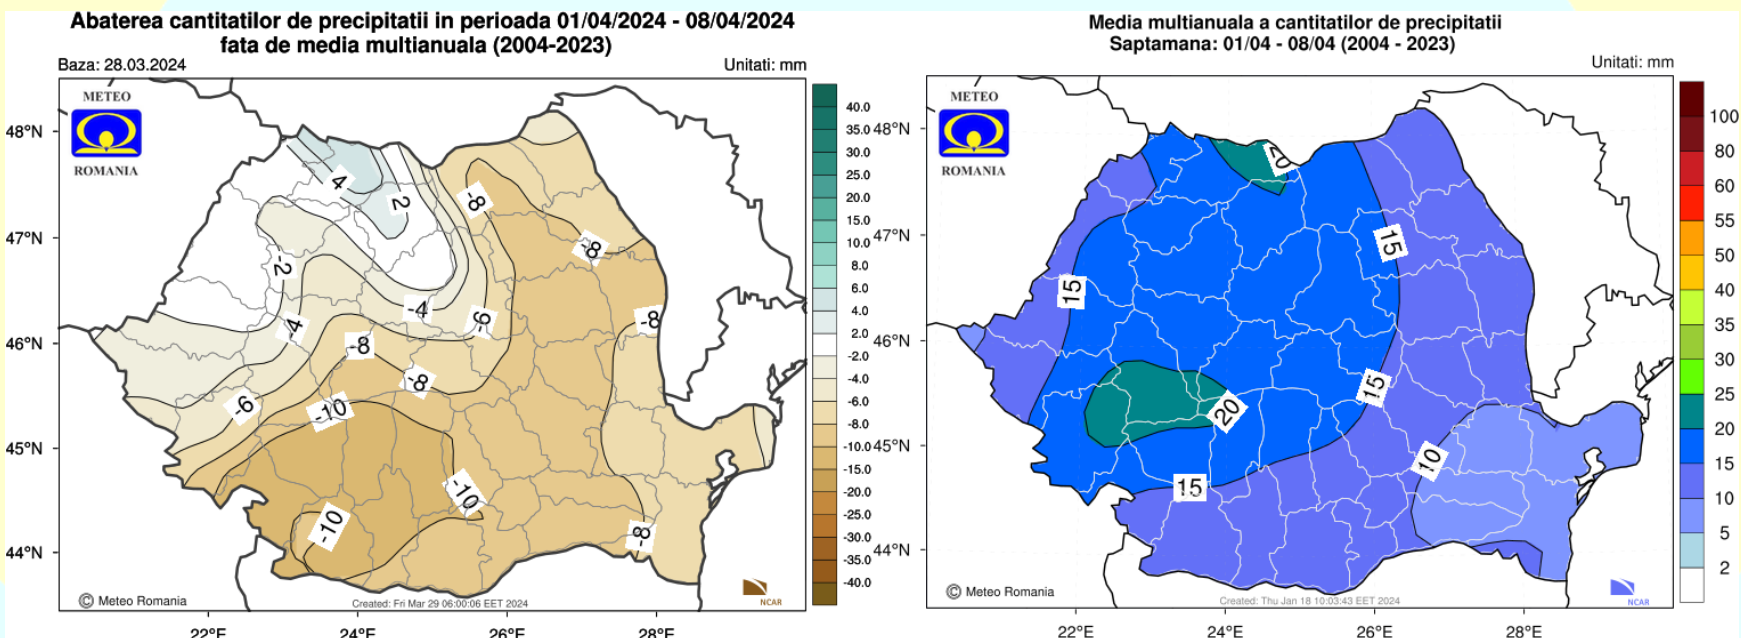 Abaterea cantitatilor de precipitatii in perioada 01/04/2024 - 08/04/2024
fata de media multianuala (2004-2023)
Baza: 28.03.2024
Unitati: mm
METEO
ROMANIA
48°N
47°N
46°N
45°N
44°N
4
2
-8
-8
-2
-4
-4
-6
-8
-8
-8
-6
-10
-10
-10
-8
40.0
35.0
30.0
25.0
20.0
15.0
10.0
8.0
6.0
4.0
2.0
-2.0
-4.0
-6.0
-8.0
-10.0
-15.0
-20.0
-25.0
-30.0
-35.0
-40.0
© Meteo Romania
Created: Fri Mar 29 06:00:06 EET 2024
NCAR
22°E
24°E
26°E
28°E
Media multianuala a cantitatilor de precipitatii
Saptamana: 01/04 - 08/04 (2004 - 2023)
Unitati: mm
METEO
ROMANIA
48°N
47°N
46°N
45°N
44°N
20
15
15
15
20
10
15
100
80
60
55
50
40
35
30
25
20
15
10
5
2
© Meteo Romania
Created: Thu Jan 18 10:03:43 EET 2024
NCAR
22°E
24°E
26°E
28°E